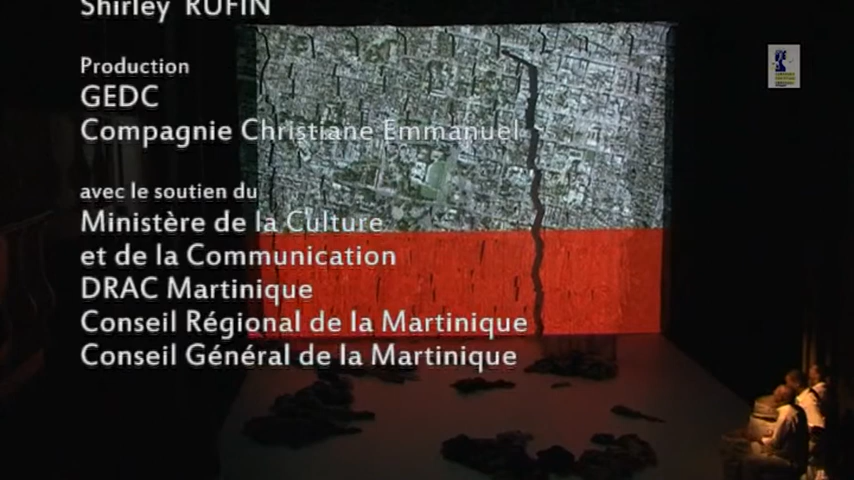 Shirley RUFIN
Production
GEDC
Compagnie Christiane Emmanuel
avec le soutien du
Ministère de la Culture
et de la Communication
DRAC Martinique
Conseil Régional de la Martinique
Conseil Général de la Martinique